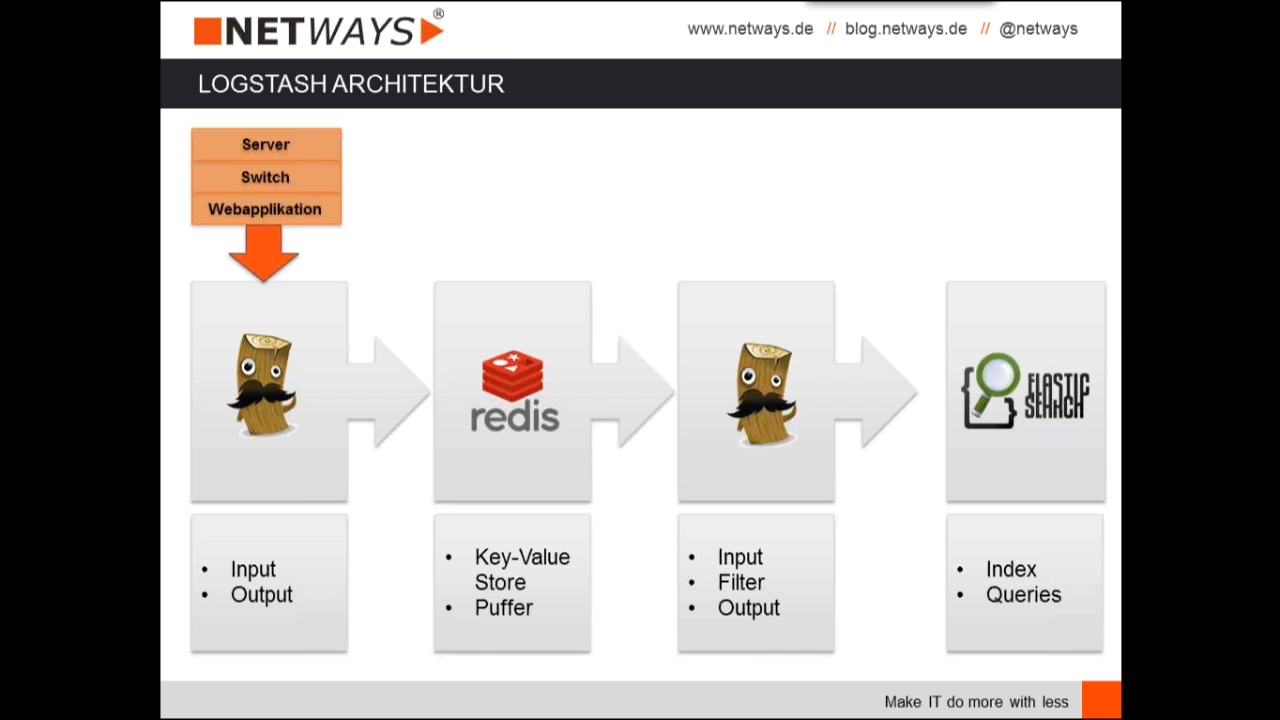 NETWAYS®
www.netways.de // blog.netways.de // @netways
LOGSTASH ARCHITEKTUR
Server
Switch
Webapplikation
redis
ELASTIC
SEARCH
• Input
• Output
• Key-Value
Store
• Puffer
• Input
• Filter
• Output
• Index
• Queries
Make IT do more with less